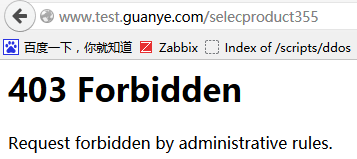 www.test.guanye.com/selecproduct355
百度一下，你就知道 Zabbix Index of /scripts/ddos
403 Forbidden
Request forbidden by administrative rules.